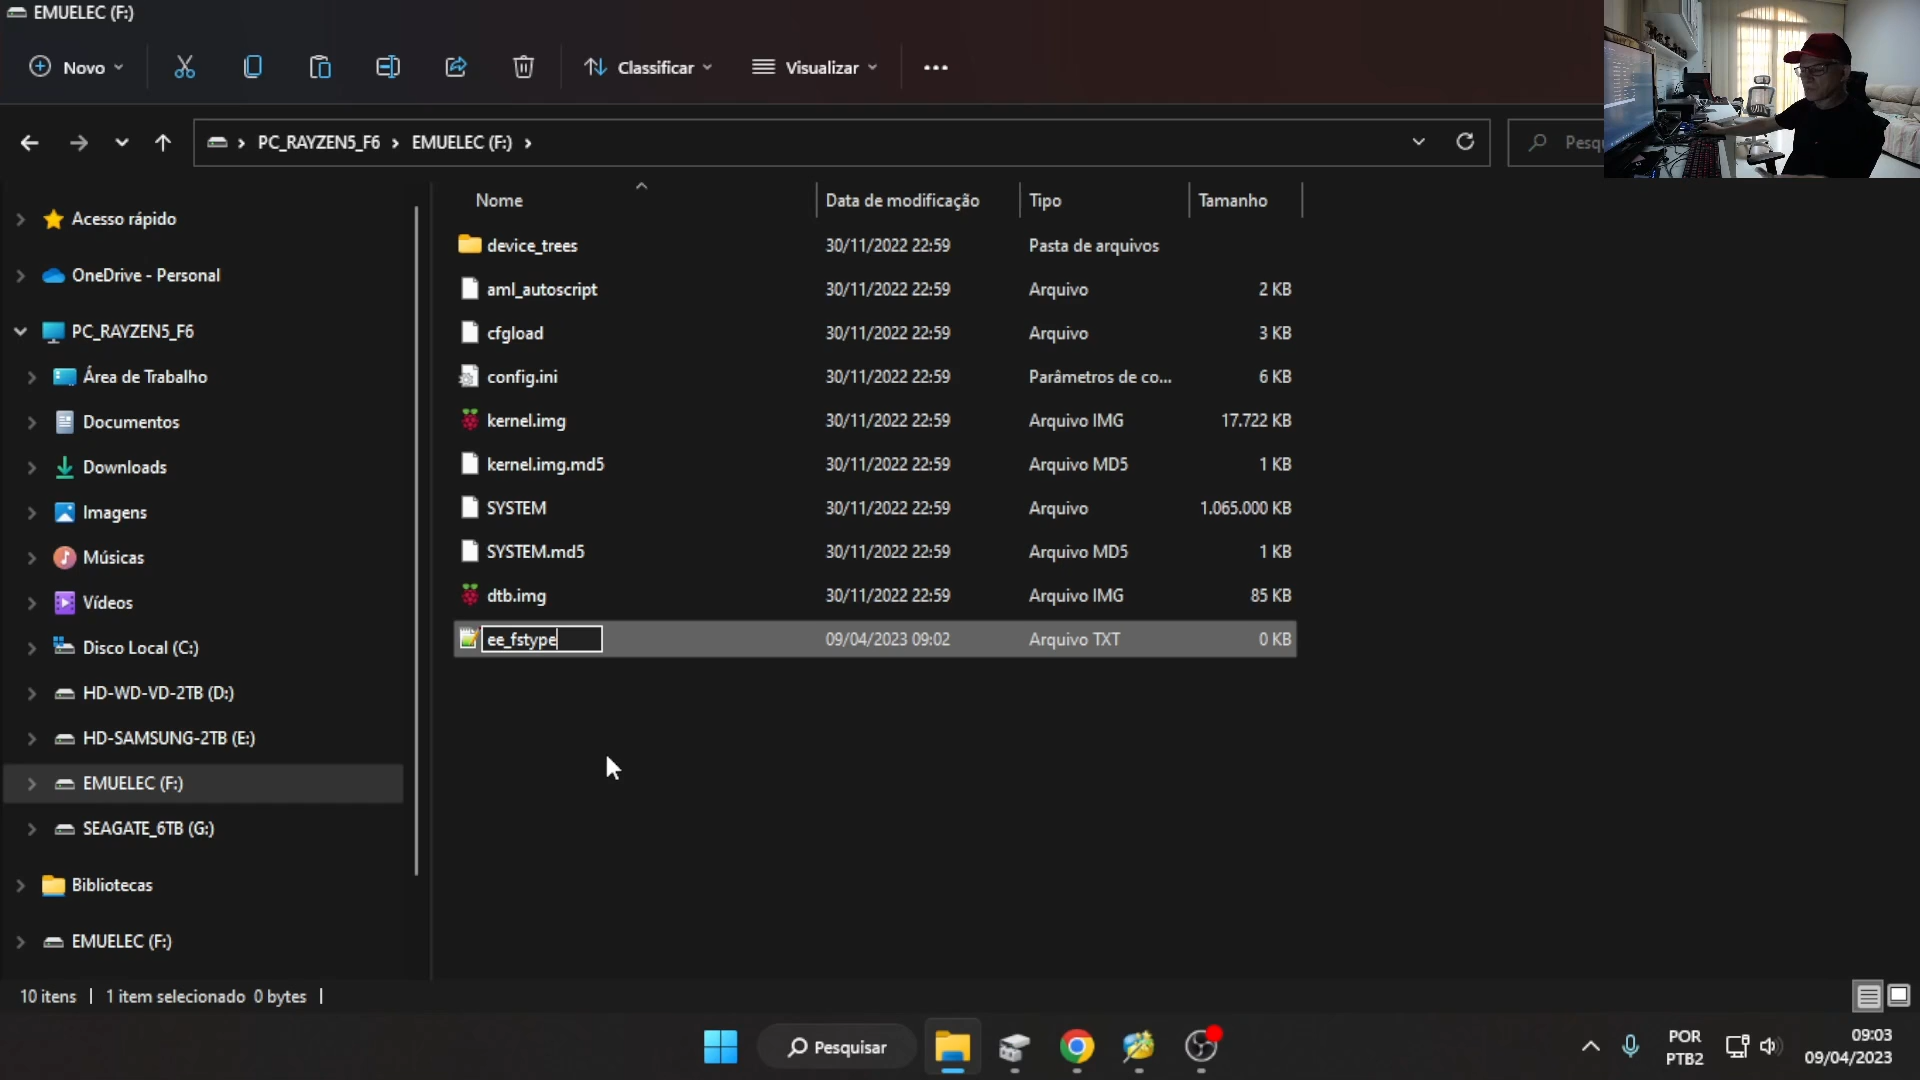 EMUELEC (F:)
Novo
Classificar
Visualizar
PC_RAYZEN5_F6
EMUELEC (F:)
Nome
Data de modificação
Tipo
Tamanho
Acesso rápido
OneDrive - Personal
PC_RAYZEN5_F6
Área de Trabalho
Documentos
Downloads
Imagens
Músicas
Vídeos
Disco Local (C:)
HD-WD-VD-2TB (D:)
HD-SAMSUNG-2TB (E:)
EMUELEC (F:)
SEAGATE_6TB (G:)
Bibliotecas
EMUELEC (F:)
device_trees 30/11/2022 22:59 Pasta de arquivos
aml_autoscript 30/11/2022 22:59 Arquivo 2 KB
cfgload 30/11/2022 22:59 Arquivo 3 KB
config.ini 30/11/2022 22:59 Parâmetros de co... 6 KB
kernel.img 30/11/2022 22:59 Arquivo IMG 17.722 KB
kernel.img.md5 30/11/2022 22:59 Arquivo MD5 1 KB
SYSTEM 30/11/2022 22:59 Arquivo 1.065.000 KB
SYSTEM.md5 30/11/2022 22:59 Arquivo MD5 1 KB
dtb.img 30/11/2022 22:59 Arquivo IMG 85 KB
ee_fstype 09/04/2023 09:02 Arquivo TXT 0 KB
10 itens
1 item selecionado 0 bytes
Pesquisar
POR
PTB2
09:03
09/04/2023